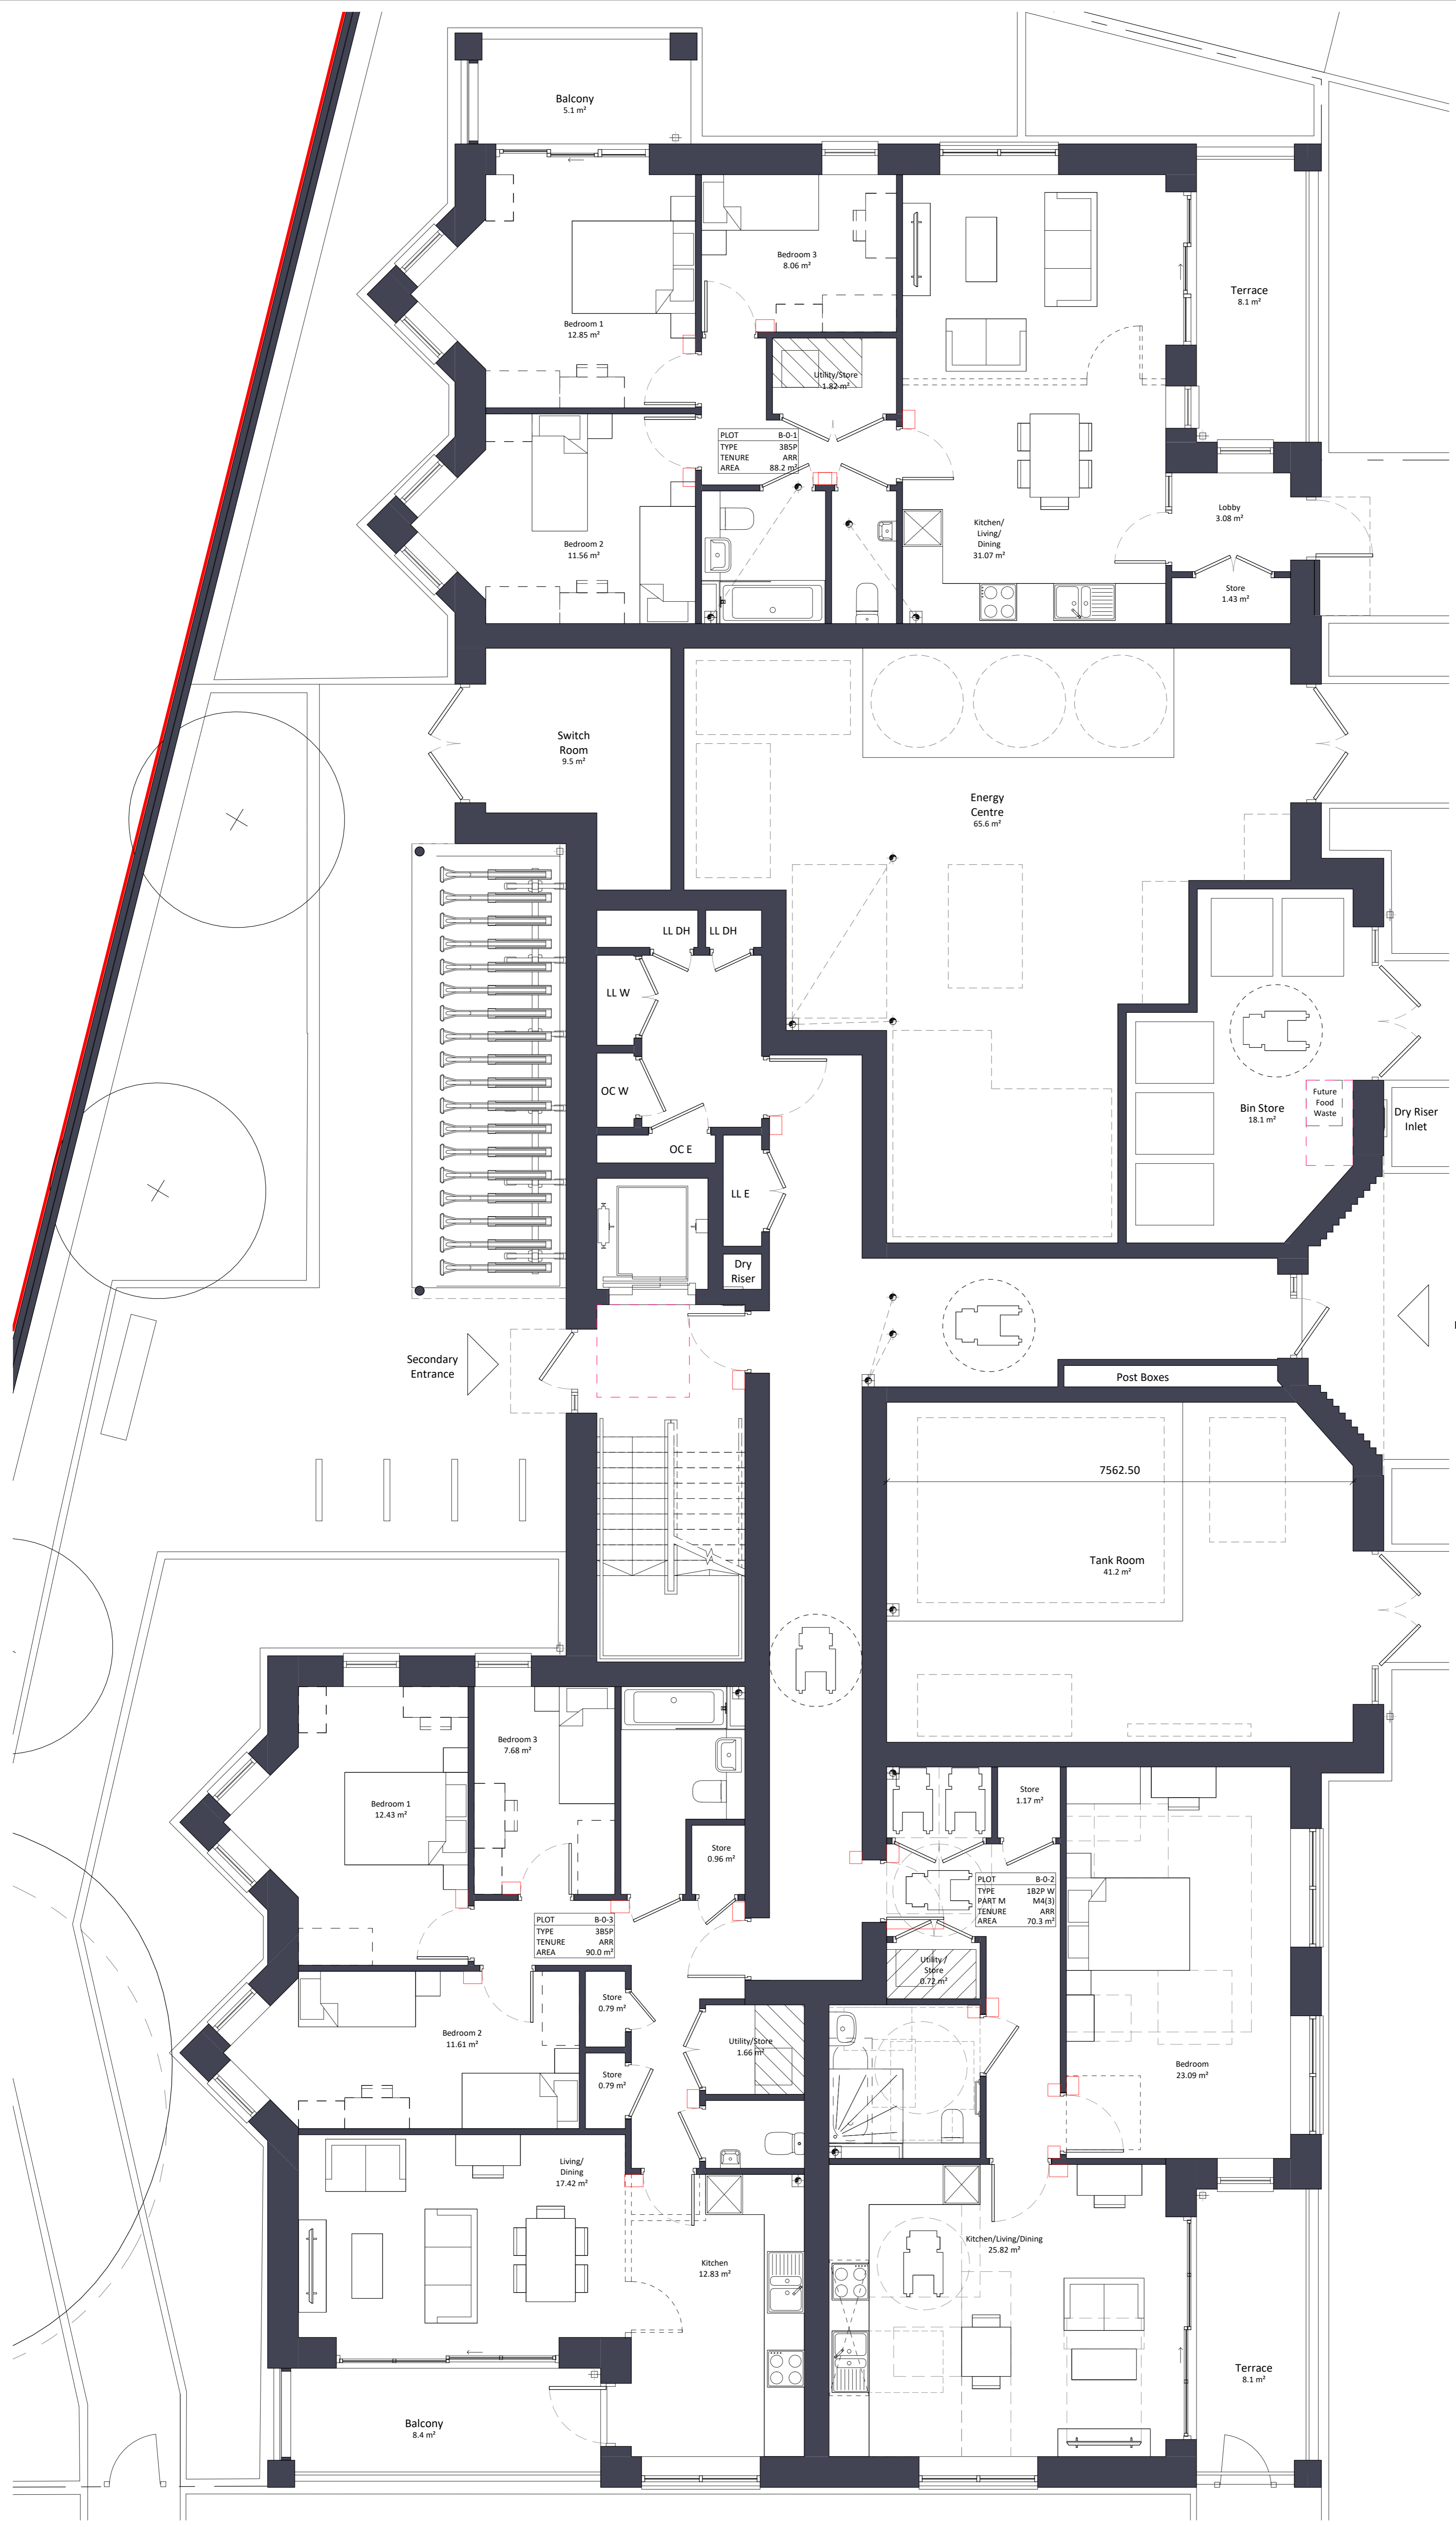 Balcony
5.1 m²
Bedroom 3
8.06 m²
Terrace
8.1 m²
Bedroom 1
12.85 m²
Utility/Store
1.82 m²
PLOT B-0-1
TYPE 3B5P
TENURE ARR
AREA 88.2 m²
Lobby
3.08 m²
Kitchen/
Living/
Dining
31.07 m²
Bedroom 2
11.56 m²
Store
1.43 m²
Switch
Room
9.5 m²
Energy
Centre
65.6 m²
LL DH
LL DH
LL W
OC W
OC E
LL E
Dry
Riser
Bin Store
18.1 m²
Future
Food
Waste
Dry Riser
Inlet
Secondary
Entrance
Post Boxes
7562.50
Tank Room
41.2 m²
Bedroom 3
7.68 m²
Bedroom 1
12.43 m²
Store
0.96 m²
Store
1.17 m²
PLOT B-0-2
TYPE 1B2P W
PART M M4(3)
TENURE ARR
AREA 70.3 m²
PLOT B-0-3
TYPE 3B5P
TENURE ARR
AREA 90.0 m²
Utility /
Store
0.72 m²
Store
0.79 m²
Bedroom 2
11.61 m²
Utility/Store
1.66 m²
Store
0.79 m²
Bedroom
23.09 m²
Living/
Dining
17.42 m²
Kitchen
12.83 m²
Kitchen/Living/Dining
25.82 m²
Terrace
8.1 m²
Balcony
8.4 m²